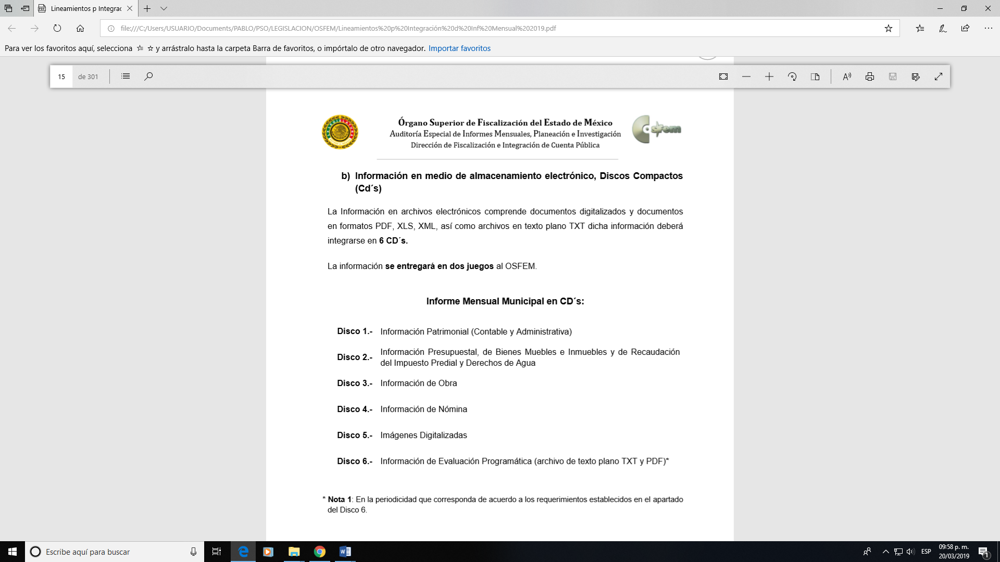 Lineamientos p Integrac
file:///C:/Users/USUARIO/Documents/PABLO/PSO/LEGISLACION/OSFEM/Lineamientos%20p%20Integración%20d%20Inf%20Mensual%202019.pdf
Para ver los favoritos aquí, selecciona y arrástralo hasta la carpeta Barra de favoritos, o impórtalo de otro navegador. Importar favoritos
15 de 301
Órgano Superior de Fiscalización del Estado de México
Auditoría Especial de Informes Mensuales, Planeación e Investigación
Dirección de Fiscalización e Integración de Cuenta Pública
osfem
b) Información en medio de almacenamiento electrónico, Discos Compactos
(Cd´s)
La Información en archivos electrónicos comprende documentos digitalizados y documentos
en formatos PDF, XLS, XML, así como archivos en texto plano TXT dicha información deberá
integrarse en 6 CD´s.
La información se entregará en dos juegos al OSFEM.
Informe Mensual Municipal en CD´s:
Disco 1.- Información Patrimonial (Contable y Administrativa)
Disco 2.- Información Presupuestal, de Bienes Muebles e Inmuebles y de Recaudación
del Impuesto Predial y Derechos de Agua
Disco 3.- Información de Obra
Disco 4.- Información de Nómina
Disco 5.- Imágenes Digitalizadas
Disco 6.- Información de Evaluación Programática (archivo de texto plano TXT y PDF)*
* Nota 1: En la periodicidad que corresponda de acuerdo a los requerimientos establecidos en el apartado
del Disco 6.
Escribe aquí para buscar
ESP
09:58 p. m.
20/03/2019
1